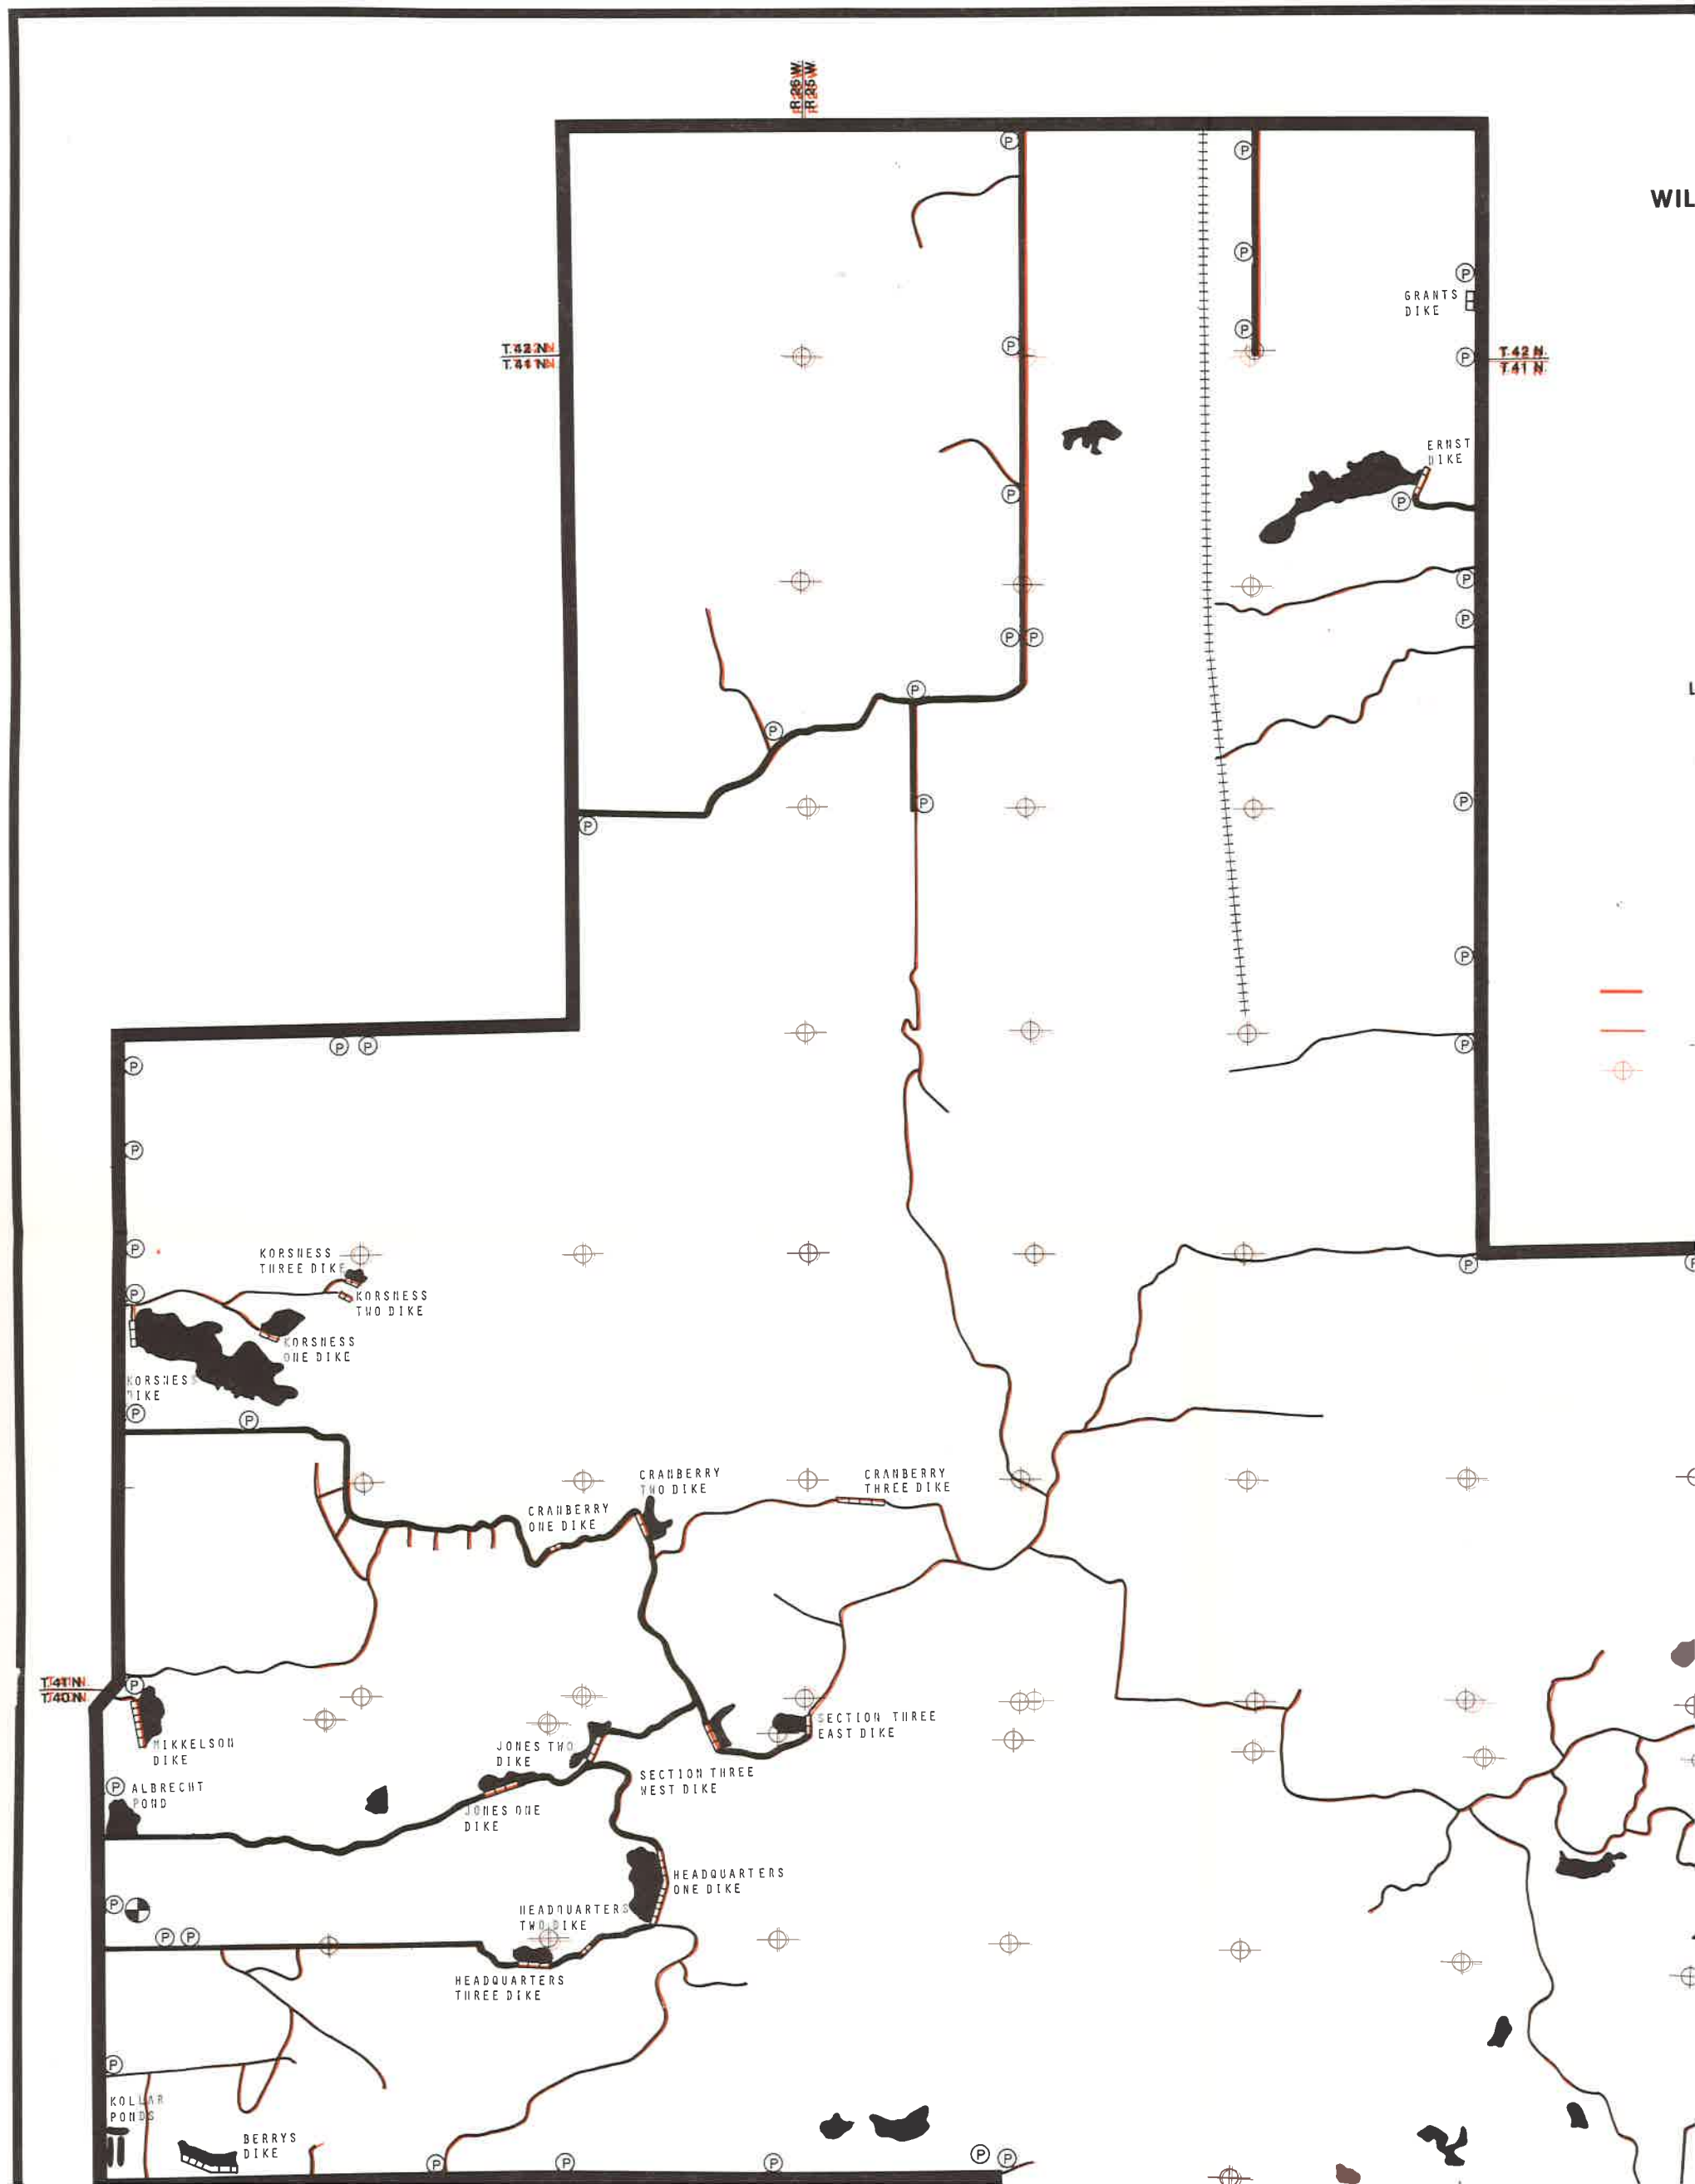 R.26 W.
R.25 W.
WIL
P
P
P
P
GRANTS
DIKE
P
P
T.42 N.
T.41 N.
P
P
T.42 N.
T.41 N.
ERNST
DIKE
P
P
P
P
P P
L
P
P
P
P
P
P
P P
P
P
P
P
KORSNESS
THREE DIKE
P
P
KORSNESS
TWO DIKE
KORSNESS
ONE DIKE
KORSNESS
DIKE
P
P
CRANBERRY
TWO DIKE
CRANBERRY
THREE DIKE
CRANBERRY
ONE DIKE
T.41 N.
T.40 N.
P
SECTION THREE
EAST DIKE
MIKKELSON
DIKE
JONES TWO
DIKE
SECTION THREE
WEST DIKE
P ALBRECHT
POND
JONES ONE
DIKE
HEADQUARTERS
ONE DIKE
P
HEADQUARTERS
TWO DIKE
P P
HEADQUARTERS
THREE DIKE
P
KOLLAR
PONDS
BERRYS
DIKE
P
P
P
P P